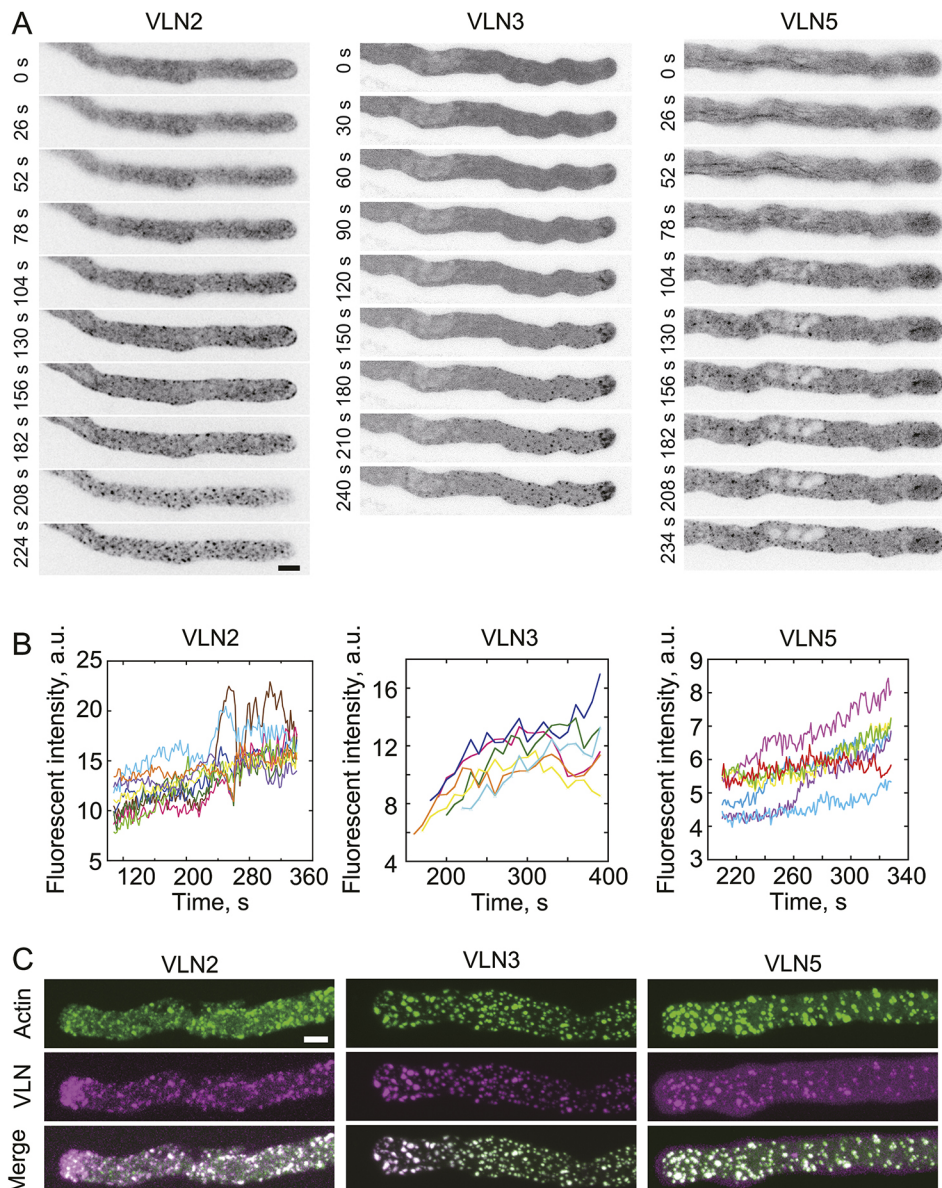 A
VLN2
VLN3
VLN5
0 s
26 s
52 s
78 s
104 s
130 s
156 s
182 s
208 s
224 s
0 s
30 s
60 s
90 s
120 s
150 s
180 s
210 s
240 s
0 s
26 s
52 s
78 s
104 s
130 s
156 s
182 s
208 s
234 s
B
VLN2
Fluorescent intensity, a.u.
25
20
15
10
5
120
200
280
360
Time, s
VLN3
Fluorescent intensity, a.u.
16
12
8
4
200
300
400
Time, s
VLN5
Fluorescent intensity, a.u.
9
8
7
6
5
4
3
220
260
300
340
Time, s
C
VLN2
VLN3
VLN5
Actin
VLN
Merge